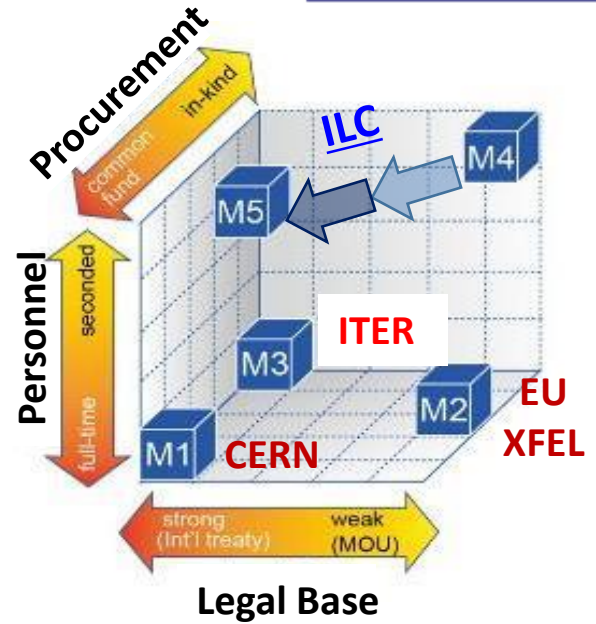 Procurement
in-kind
common
fund
ILC
M4
M5
Personnel
seconded
full-time
ITER
M3
EU
XFEL
M2
M1
CERN
strong
(Int'l treaty)
weak
(MOU)
Legal Base